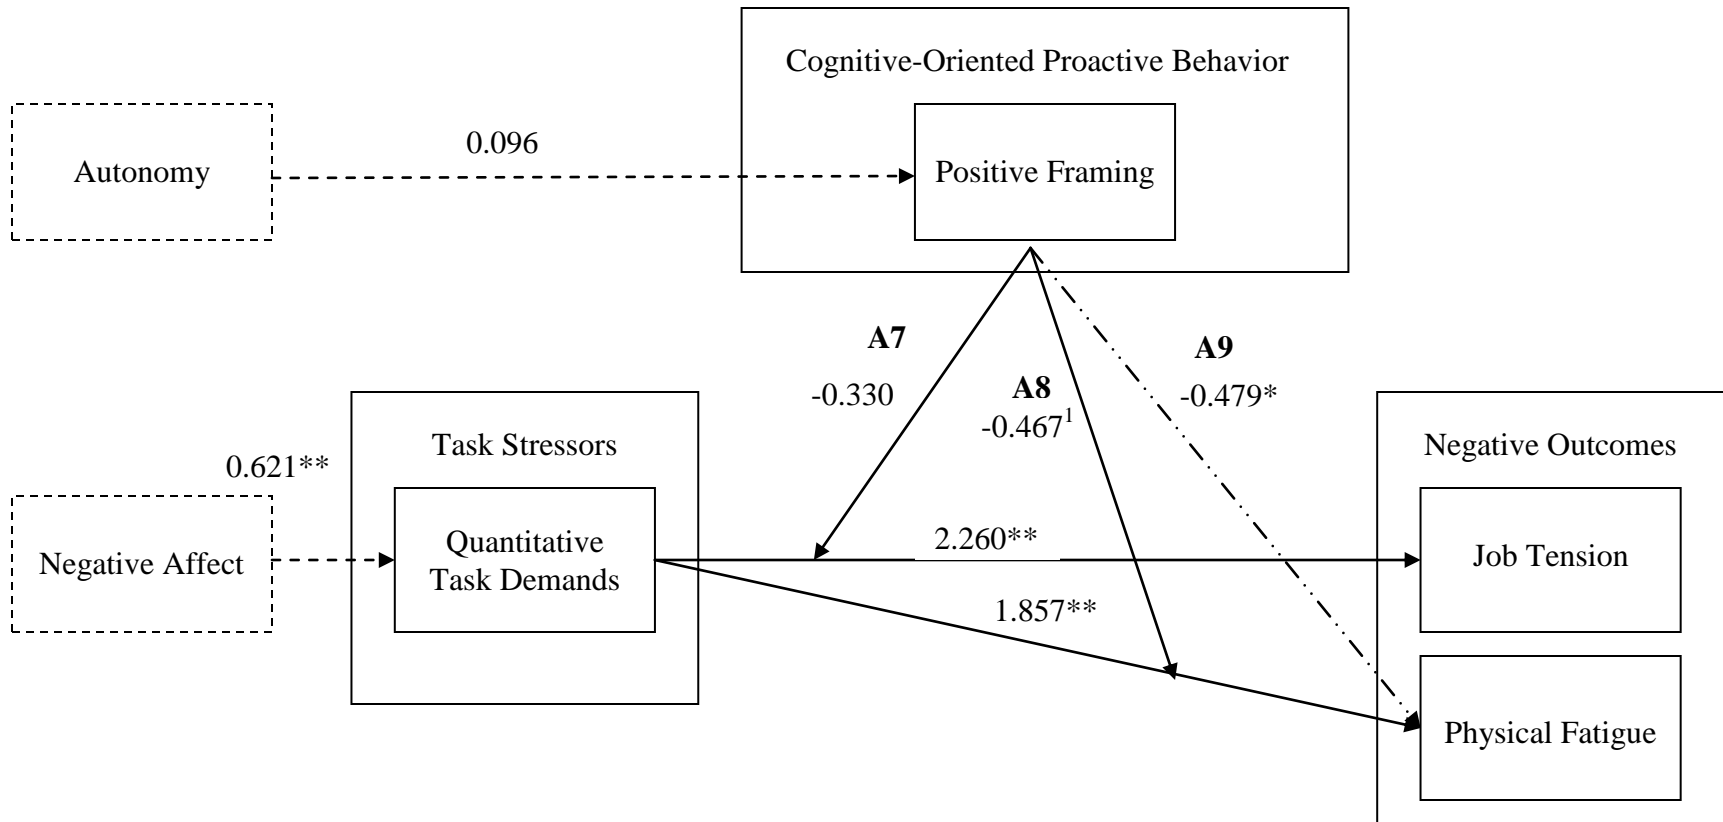 Cognitive-Oriented Proactive Behavior
Autonomy
0.096
Positive Framing
A7
-0.330
A8
-0.467¹
A9
-0.479*
Task Stressors
Negative Outcomes
0.621**
Negative Affect
Quantitative
Task Demands
2.260**
Job Tension
1.857**
Physical Fatigue